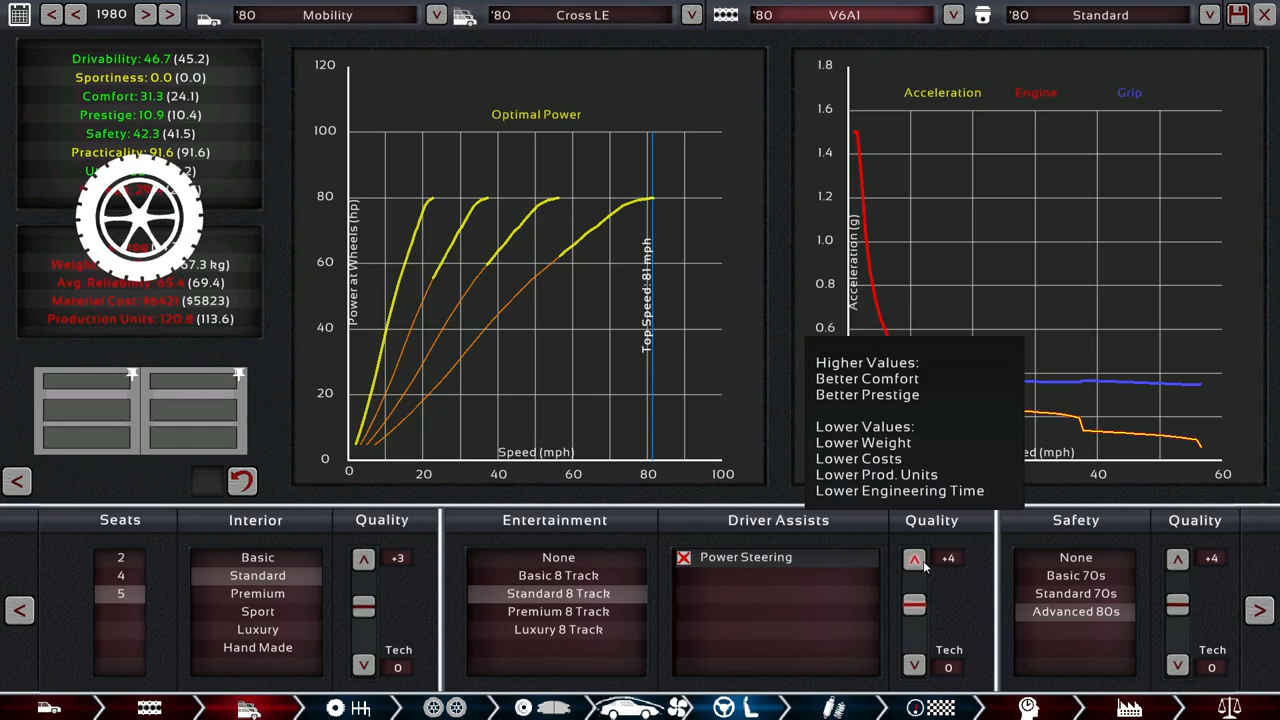 1980
'80 Mobility
'80 Cross LE
'80 V6A1
'80 Standard
Drivability: 46.7 (45.2)
Sportiness: 0.0 (0.0)
Comfort: 31.3 (24.1)
Prestige: 10.9 (10.4)
Safety: 42.3 (41.5)
Practicality: 91.6 (91.6)
Avg. Reliability: 65.4 (69.4)
Material Cost: $6421 ($5823)
Production Units: 120.8 (113.6)
120
100
80
60
40
20
0
Power at Wheels (hp)
Optimal Power
Top Speed: 81 mph
Speed (mph)
0 20 40 60 80 100
1.8
1.6
1.4
1.2
1.0
0.8
0.6
Acceleration (g)
Acceleration Engine Grip
40 60
Higher Values:
Better Comfort
Better Prestige
Lower Values:
Lower Weight
Lower Costs
Lower Prod. Units
Lower Engineering Time
Seats
2
4
5
Interior
Basic
Standard
Premium
Sport
Luxury
Hand Made
Quality
+3
Tech
0
Entertainment
None
Basic 8 Track
Standard 8 Track
Premium 8 Track
Luxury 8 Track
Driver Assists
Power Steering
Quality
+4
Tech
0
Safety
None
Basic 70s
Standard 70s
Advanced 80s
Quality
+4
Tech
0